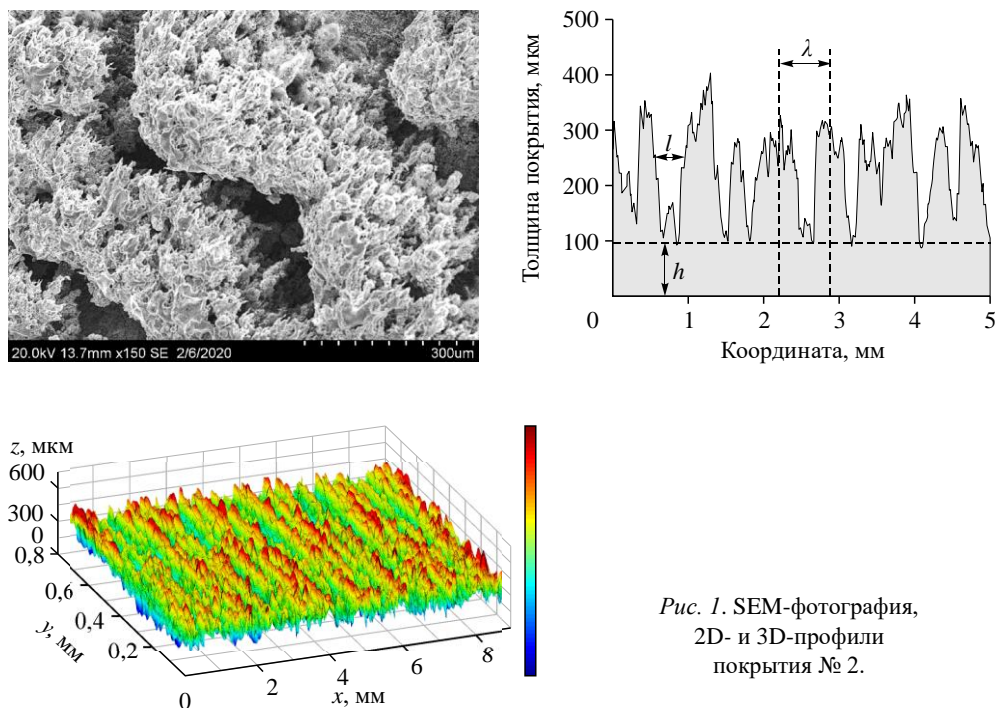 20.0kV 13.7mm x150 SE 2/6/2020 300um
Толщина покрытия, мкм
500
400
300
200
100
0
λ
l
h
1 2 3 4 5
Координата, мм
z, мкм
600
300
0
0,8
0,6
0,4
0,2
y, мм
0
2
4
6
8
x, мм
Рис. 1. SEM-фотография,
2D- и 3D-профили
покрытия № 2.